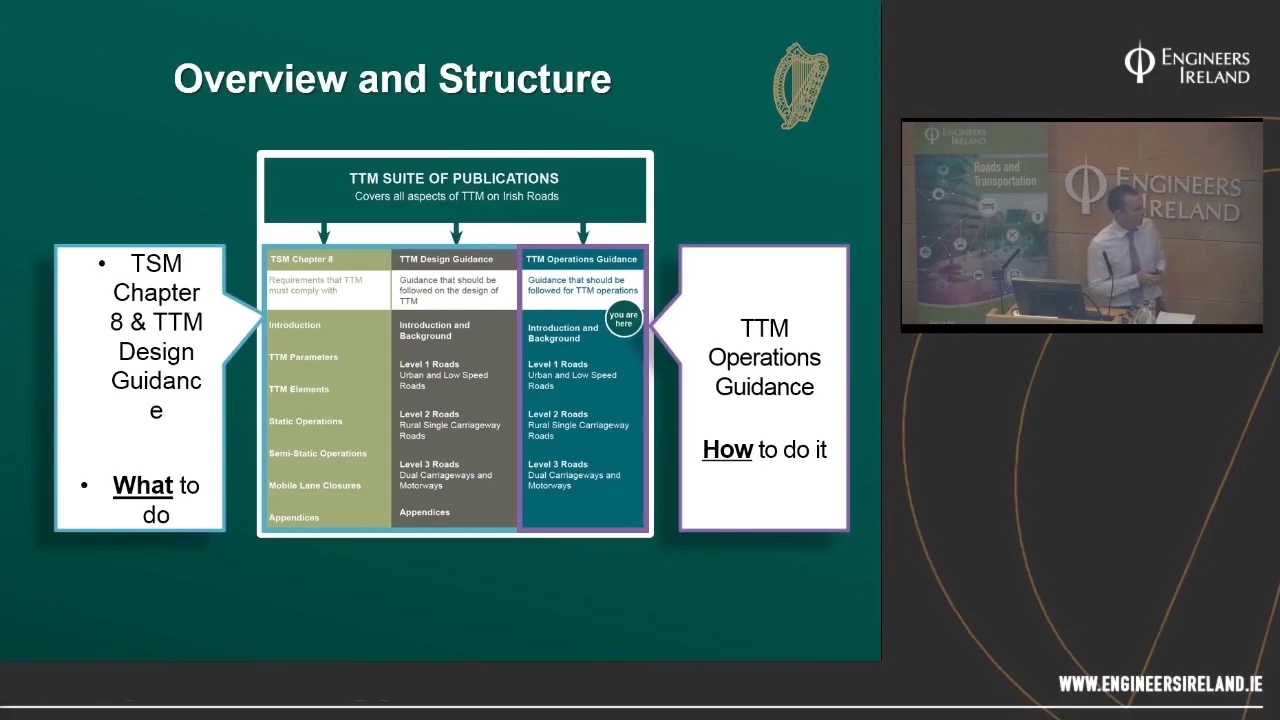 Overview and Structure
ENGINEERS
IRELAND
ENGINEERS
IRELAND
Roads and
Transportation
ENGINEERS
IRELAND
TTM SUITE OF PUBLICATIONS
Covers all aspects of TTM on Irish Roads
• TSM
Chapter
8 & TTM
Design
Guidanc
e
• What to
do
TSM Chapter 8
Requirements that TTM
must comply with
Introduction
TTM Parameters
TTM Elements
Static Operations
Semi-Static Operations
Mobile Lane Closures
Appendices
TTM Design Guidance
Guidance that should be
followed on the design of
TTM
Introduction and
Background
Level 1 Roads
Urban and Low Speed
Roads
Level 2 Roads
Rural Single Carriageway
Roads
Level 3 Roads
Dual Carriageways and
Motorways
Appendices
TTM Operations Guidance
Guidance that should be
followed for TTM operations
you are
here
Introduction and
Background
Level 1 Roads
Urban and Low Speed
Roads
Level 2 Roads
Rural Single Carriageway
Roads
Level 3 Roads
Dual Carriageways and
Motorways
TTM
Operations
Guidance
How to do it
WWW.ENGINEERSIRELAND.IE